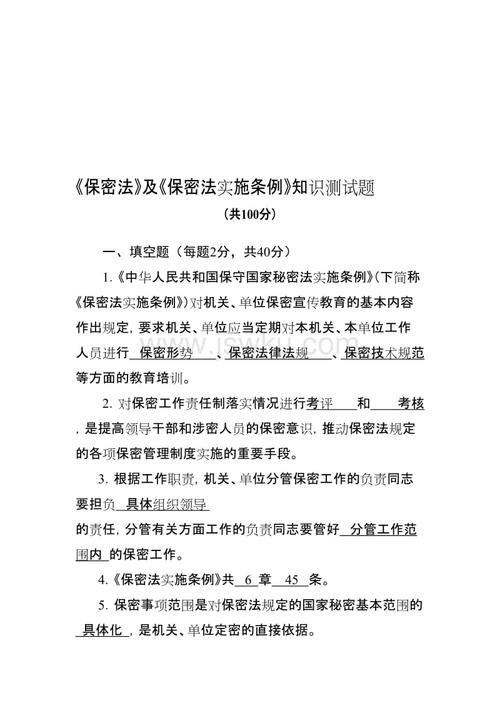 《保密法》及《保密法实施条例》知识测试题
（共100分）
一、填空题（每题2分，共40分）
1.《中华人民共和国保守国家秘密法实施条例》（下简称
《保密法实施条例》）对机关、单位保密宣传教育的基本内容
作出规定，要求机关、单位应当定期对本机关、本单位工作
人员进行 保密形势 、保密法律法规 、保密技术规范
等方面的教育培训。
2. 对保密工作责任制落实情况进行考评 和 考核
，是提高领导干部和涉密人员的保密意识，推动保密法规定
的各项保密管理制度实施的重要手段。
3. 根据工作职责，机关、单位分管保密工作的负责同志
要担负 具体组织领导
的责任，分管有关方面工作的负责同志要管好 分管工作范
围内 的保密工作。
4.《保密法实施条例》共 6 章 45 条。
5. 保密事项范围是对保密法规定的国家秘密基本范围的
具体化 ，是机关、单位定密的直接依据。
www.jswku.com